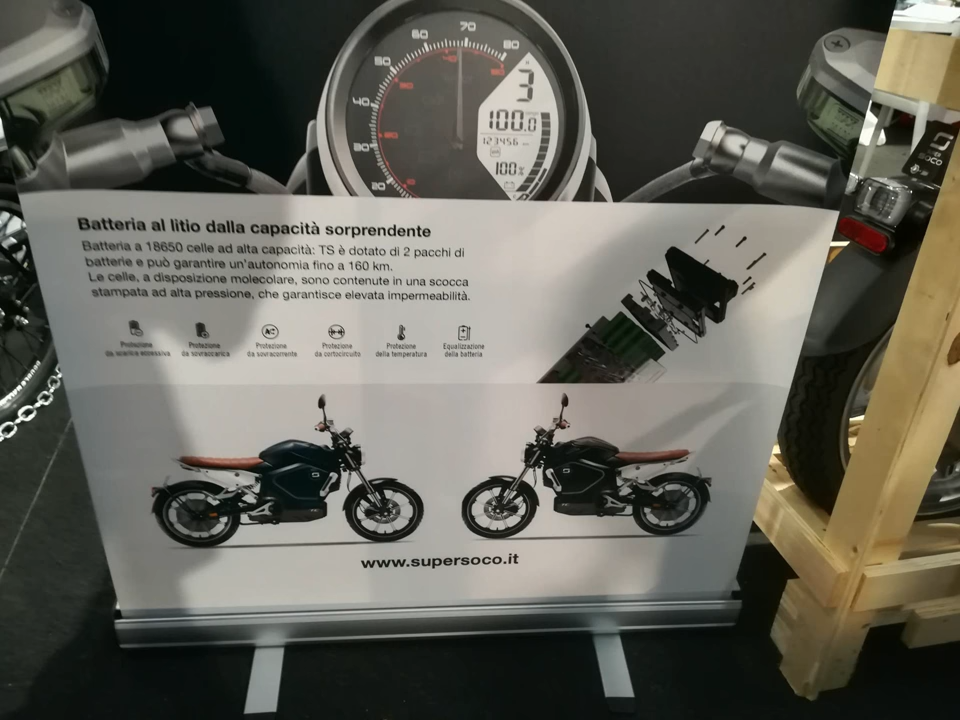 60
70
80
50
40
30
20
3
100.0
123456
100%
SOCO
Batteria al litio dalla capacità sorprendente
Batteria a 18650 celle ad alta capacità: TS è dotato di 2 pacchi di
batterie e può garantire un'autonomia fino a 160 km.
Le celle, a disposizione molecolare, sono contenute in una scocca
stampata ad alta pressione, che garantisce elevata impermeabilità.
Protezione
da scarica eccessiva
Protezione
da sovraccarica
Protezione
da sovracorrente
Protezione
da cortocircuito
Protezione
della temperatura
Equalizzazione
della batteria
www.supersoco.it